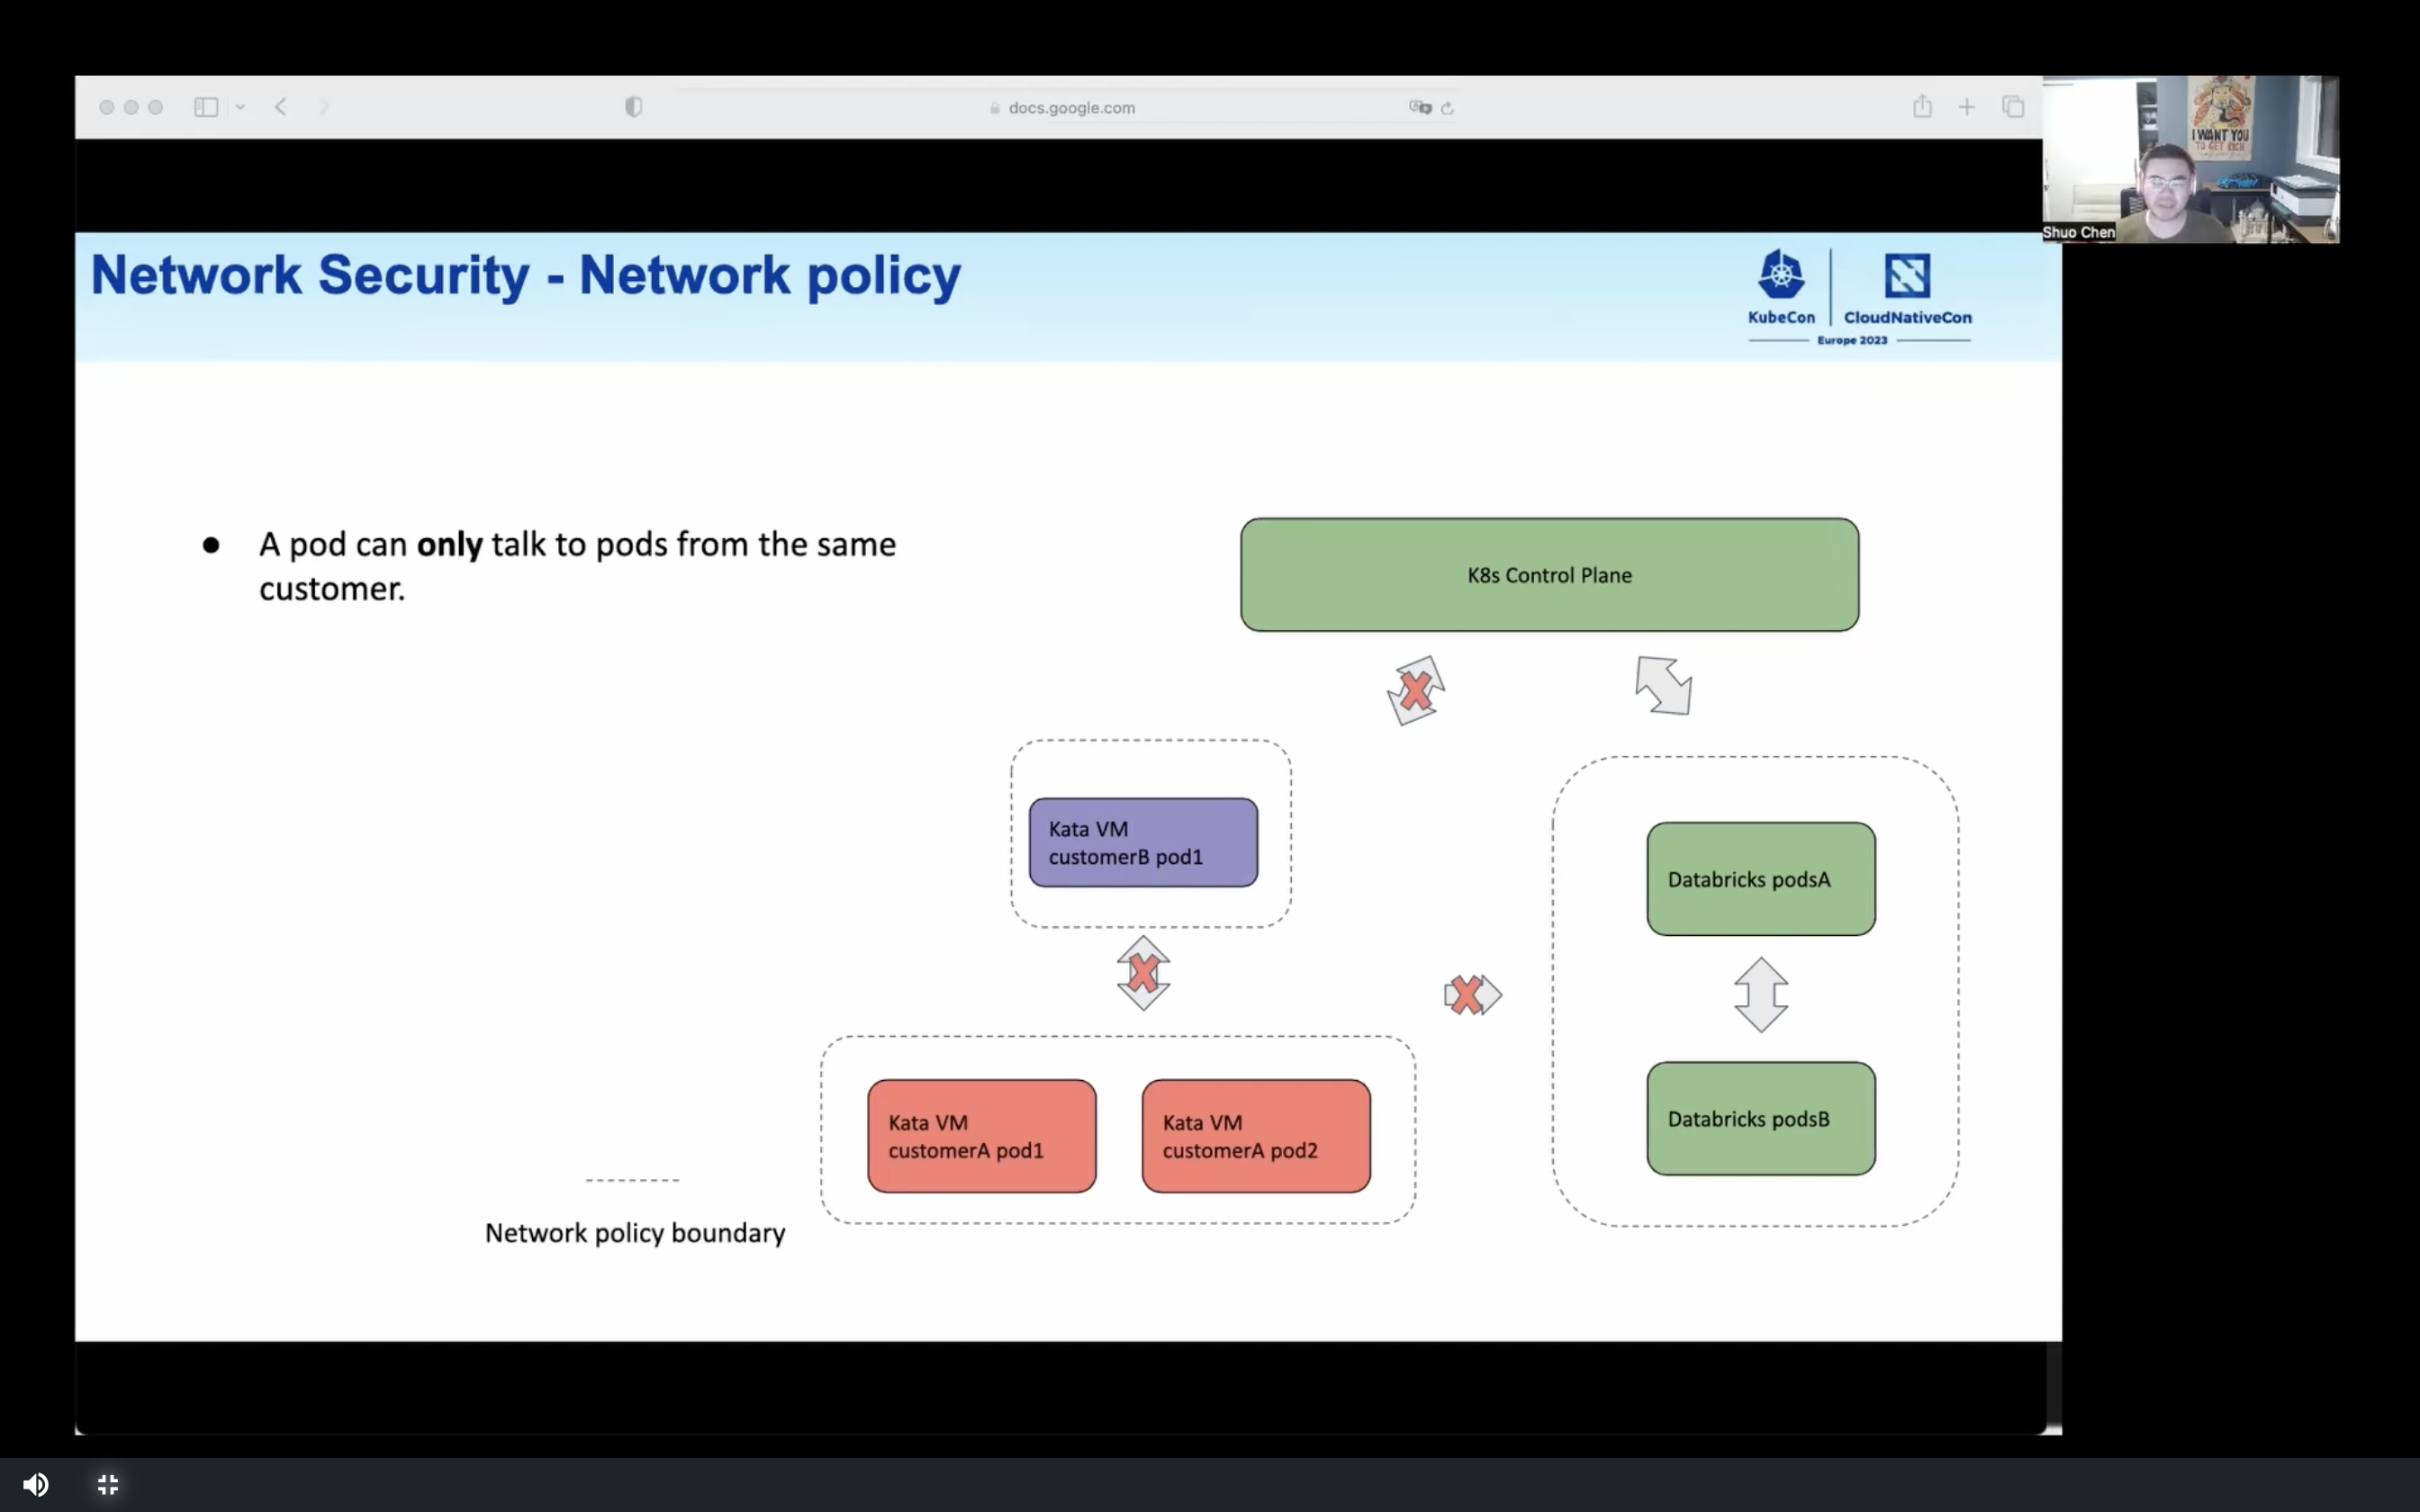 docs.google.com
I WANT YOU
TO GET RICH
Shuo Chen
Network Security - Network policy
KubeCon
CloudNativeCon
Europe 2023
A pod can only talk to pods from the same
customer.
K8s Control Plane
Kata VM
customerB pod1
Databricks podsA
Kata VM
customerA pod1
Kata VM
customerA pod2
Databricks podsB
Network policy boundary